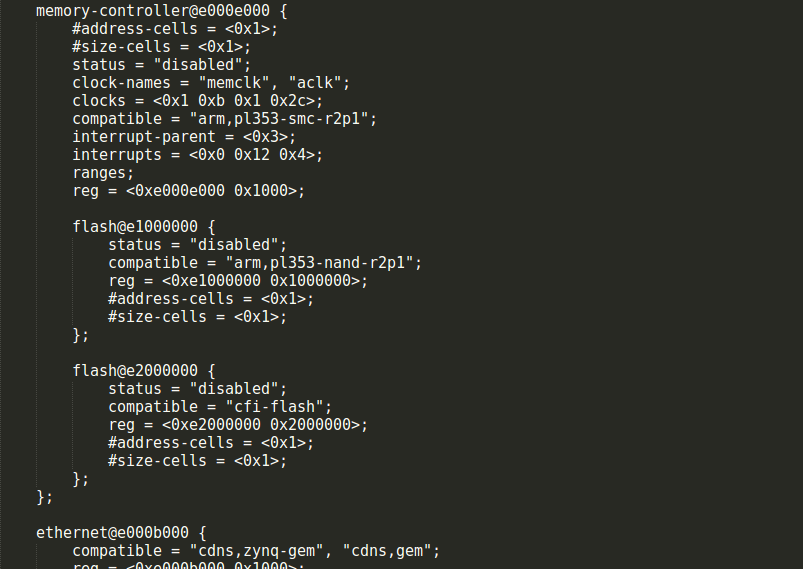 memory-controller@e000e000 {
#address-cells = <0x1>;
#size-cells = <0x1>;
status = "disabled";
clock-names = "memclk", "aclk";
clocks = <0x1 0xb 0x1 0x2c>;
compatible = "arm,pl353-smc-r2p1";
interrupt-parent = <0x3>;
interrupts = <0x0 0x12 0x4>;
ranges;
reg = <0xe000e000 0x1000>;
flash@e1000000 {
status = "disabled";
compatible = "arm,pl353-nand-r2p1";
reg = <0xe1000000 0x1000000>;
#address-cells = <0x1>;
#size-cells = <0x1>;
};
flash@e2000000 {
status = "disabled";
compatible = "cfi-flash";
reg = <0xe2000000 0x2000000>;
#address-cells = <0x1>;
#size-cells = <0x1>;
};
};
ethernet@e000b000 {
compatible = "cdns,zynq-gem", "cdns,gem";
reg = <0xe000b000 0x1000>;